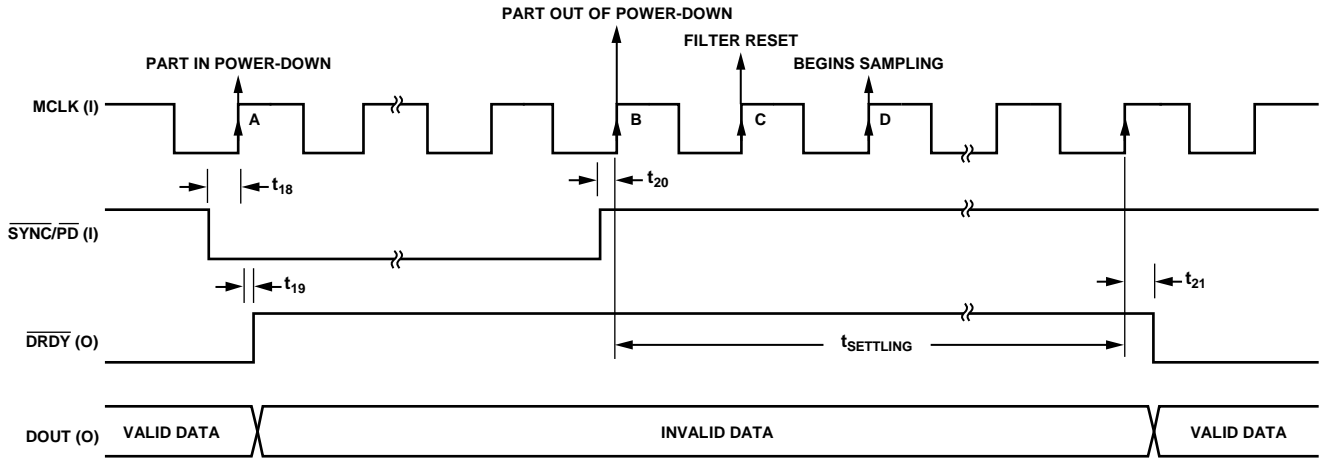 PART OUT OF POWER-DOWN
FILTER RESET
PART IN POWER-DOWN
BEGINS SAMPLING
MCLK (I)
A
B
C
D
t18
t20
SYNC/PD (I)
t19
t21
DRDY (O)
tSETTLING
DOUT (O)
VALID DATA
INVALID DATA
VALID DATA